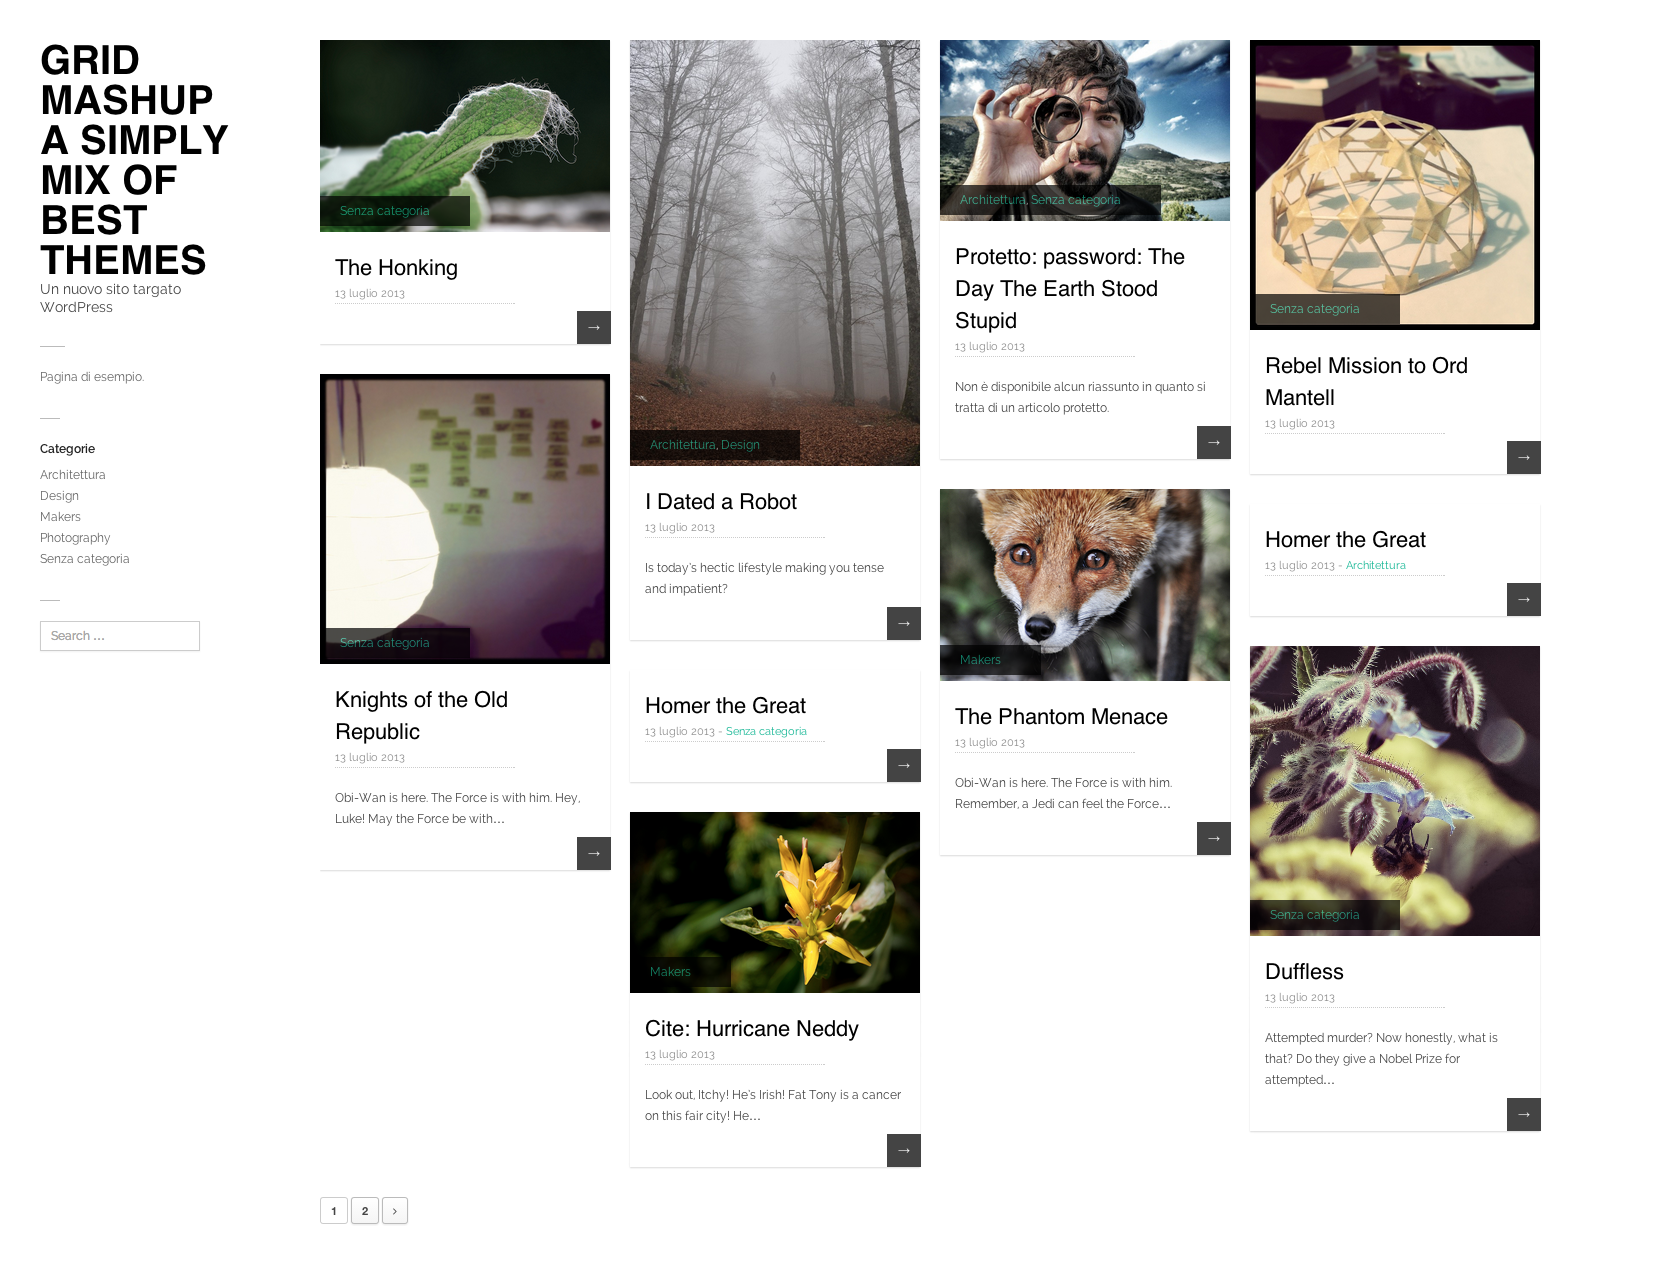 GRID
MASHUP
A SIMPLY
MIX OF
BEST
THEMES
Un nuovo sito targato
WordPress
Pagina di esempio.
Categorie
Architettura
Design
Makers
Photography
Senza categoria
Search ...
Senza categoria
The Honking
13 luglio 2013
→
Senza categoria
Knights of the Old
Republic
13 luglio 2013
Obi-Wan is here. The Force is with him. Hey,
Luke! May the Force be with...
→
Architettura, Design
I Dated a Robot
13 luglio 2013
Is today's hectic lifestyle making you tense
and impatient?
→
Homer the Great
13 luglio 2013 - Senza categoria
→
Makers
Cite: Hurricane Neddy
13 luglio 2013
Look out, Itchy! He's Irish! Fat Tony is a cancer
on this fair city! He...
→
Architettura, Senza categoria
Protetto: password: The
Day The Earth Stood
Stupid
13 luglio 2013
Non è disponibile alcun riassunto in quanto si
tratta di un articolo protetto.
→
Makers
The Phantom Menace
13 luglio 2013
Obi-Wan is here. The Force is with him.
Remember, a Jedi can feel the Force...
→
Senza categoria
Rebel Mission to Ord
Mantell
13 luglio 2013
→
Homer the Great
13 luglio 2013 - Architettura
→
Senza categoria
Duffless
13 luglio 2013
Attempted murder? Now honestly, what is
that? Do they give a Nobel Prize for
attempted...
→
1 2 ›